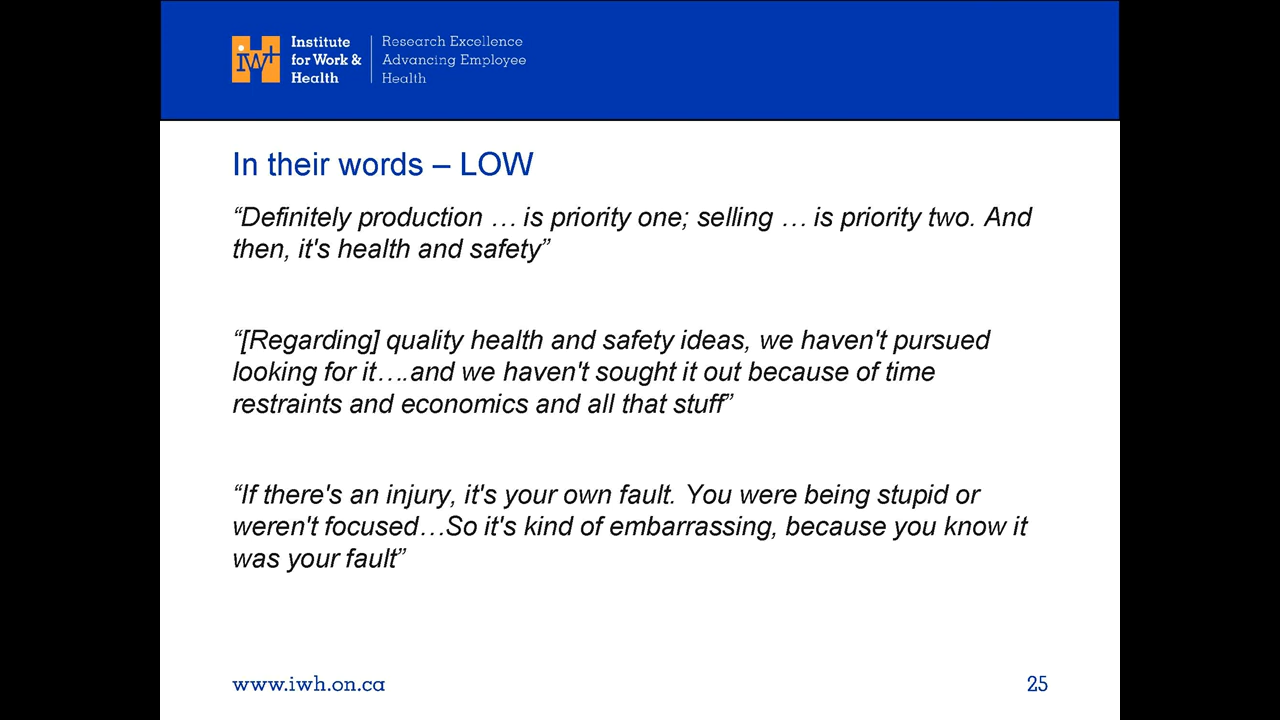 iw+
Institute
for Work &
Health
Research Excellence
Advancing Employee
Health
In their words – LOW
“Definitely production … is priority one; selling … is priority two. And
then, it's health and safety”
“[Regarding] quality health and safety ideas, we haven't pursued
looking for it….and we haven't sought it out because of time
restraints and economics and all that stuff”
“If there's an injury, it's your own fault. You were being stupid or
weren't focused…So it's kind of embarrassing, because you know it
was your fault”
www.iwh.on.ca
25